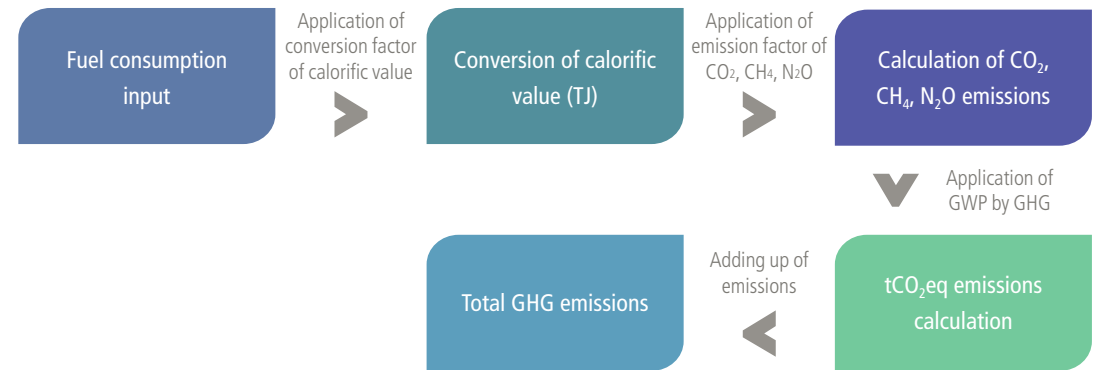 Fuel consumption
input
Application of
conversion factor
of calorific value
Conversion of calorific
value (TJ)
Application of
emission factor of
CO₂, CH₄, N₂O
Calculation of CO₂,
CH₄, N₂O emissions
Application of
GWP by GHG
tCO₂eq emissions
calculation
Adding up of
emissions
Total GHG emissions